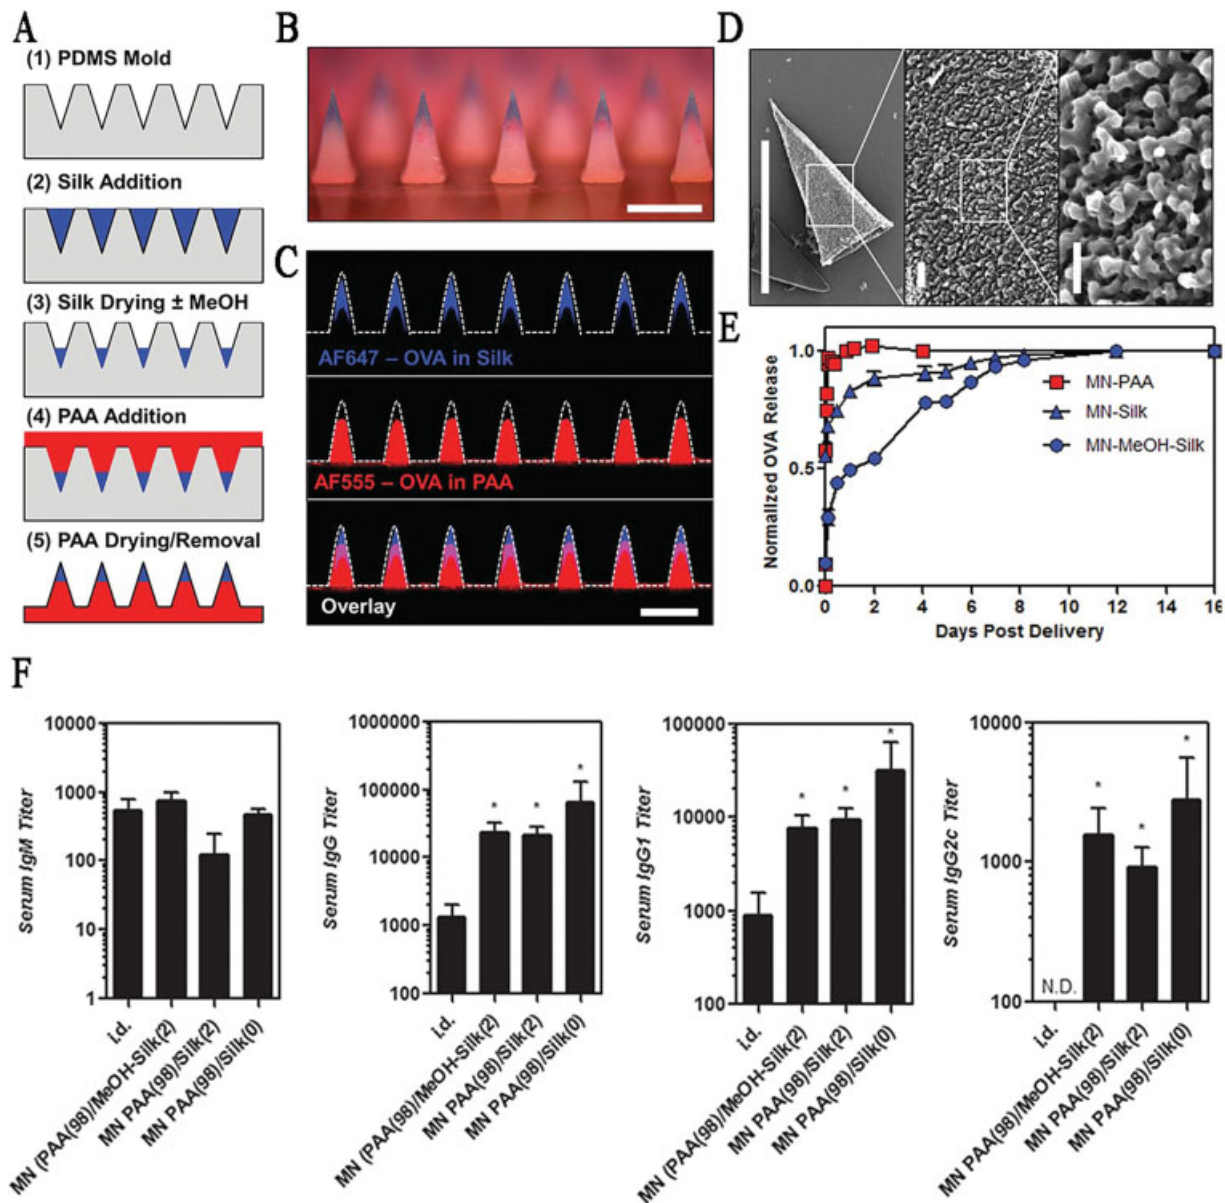 A
(1) PDMS Mold
(2) Silk Addition
(3) Silk Drying ± MeOH
(4) PAA Addition
(5) PAA Drying/Removal
B
C
AF647 – OVA in Silk
AF555 – OVA in PAA
Overlay
D
E
Normalized OVA Release
1.0
0.5
0.0
MN-PAA
MN-Silk
MN-MeOH-Silk
0 2 4 6 8 10 12 14 16
Days Post Delivery
F
Serum IgM Titer
10000
1000
100
10
1
i.d.
MN (PAA(98)/MeOH-Silk(2)
MN PAA(98)/Silk(2)
MN PAA(98)/Silk(0)
Serum IgG Titer
1000000
100000
10000
1000
100
* * *
i.d.
MN (PAA(98)/MeOH-Silk(2)
MN PAA(98)/Silk(2)
MN PAA(98)/Silk(0)
Serum IgG1 Titer
100000
10000
1000
100
* * *
i.d.
MN (PAA(98)/MeOH-Silk(2)
MN PAA(98)/Silk(2)
MN PAA(98)/Silk(0)
Serum IgG2c Titer
10000
1000
100
N.D.
* * *
i.d.
MN PAA(98)/MeOH-Silk(2)
MN PAA(98)/Silk(2)
MN PAA(98)/Silk(0)